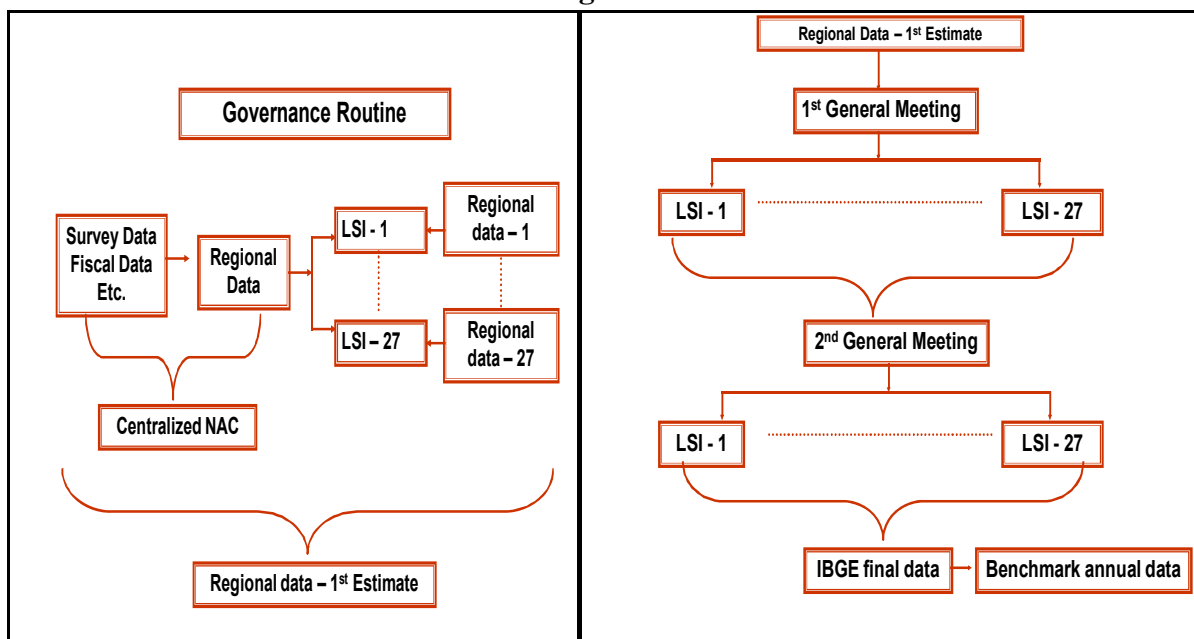 Governance Routine
Survey Data
Fiscal Data
Etc.
Regional
Data
LSI - 1
Regional
data – 1
LSI – 27
Regional
data – 27
Centralized NAC
Regional data – 1st Estimate
Regional Data – 1st Estimate
1st General Meeting
LSI - 1
LSI - 27
2nd General Meeting
LSI - 1
LSI - 27
IBGE final data
Benchmark annual data